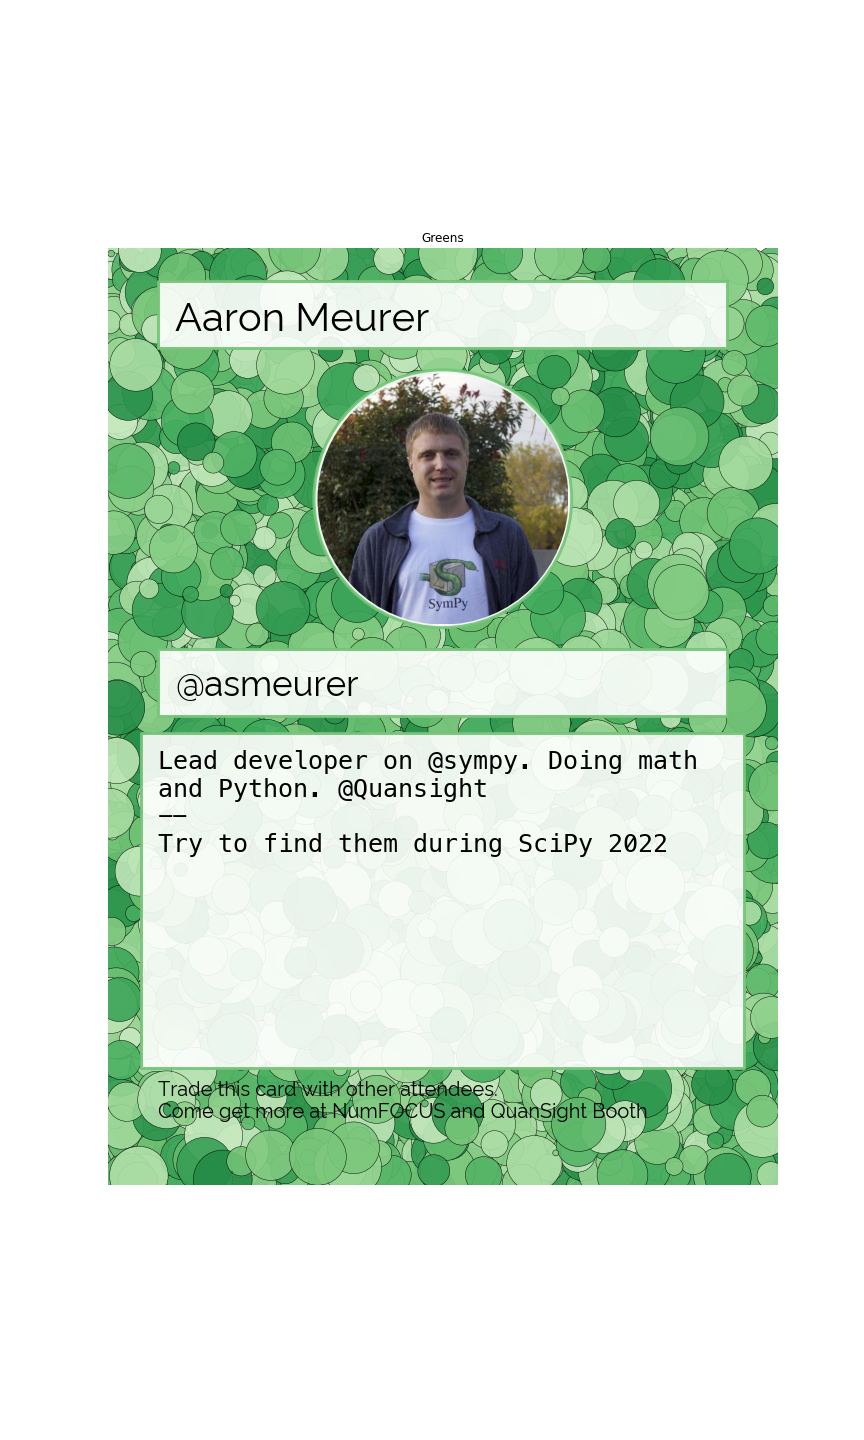 Greens
Aaron Meurer
SymPy
@asmeurer
Lead developer on @sympy. Doing math
and Python. @Quansight
——
Try to find them during SciPy 2022
Trade this card with other attendees.
Come get more at NumFOCUS and QuanSight Booth